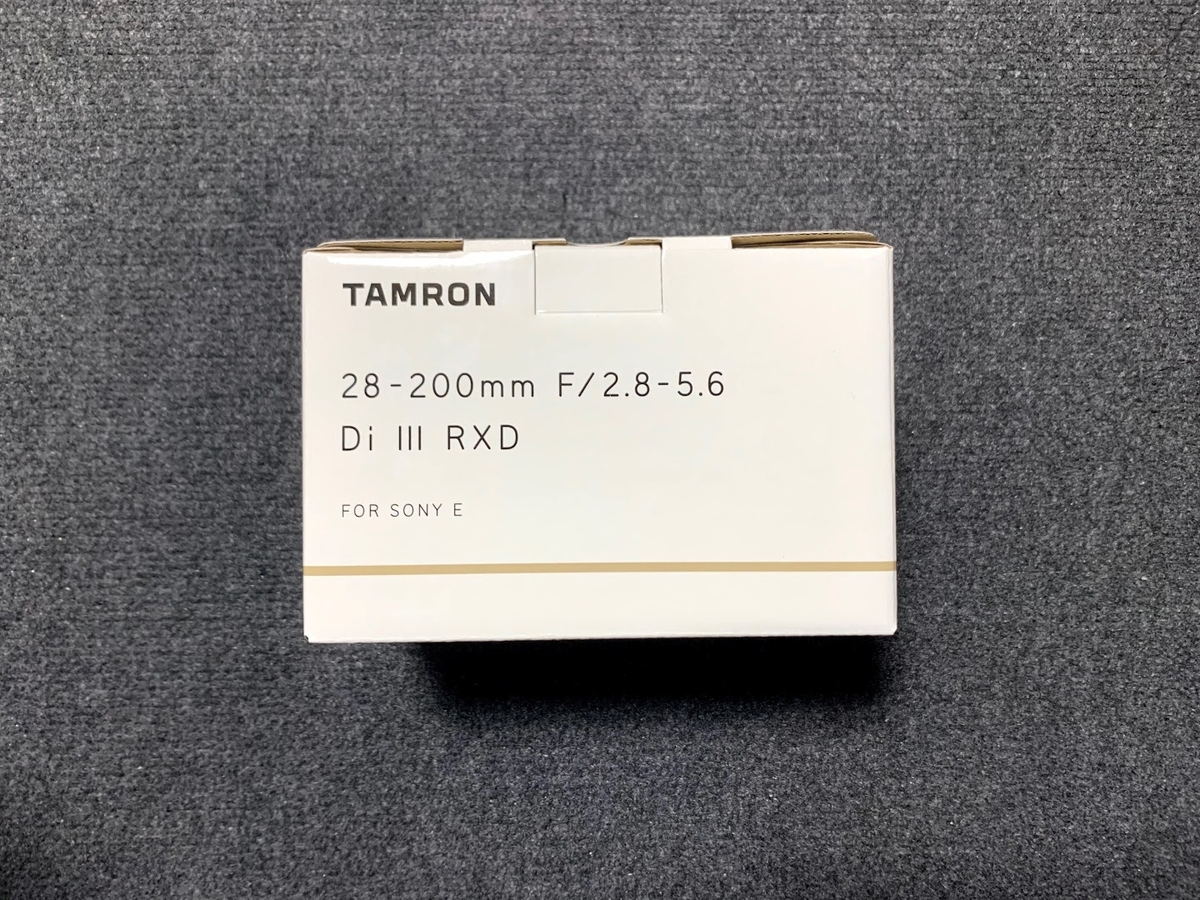 TAMRON
28-200mm F/2.8-5.6
Di III RXD
FOR SONY E